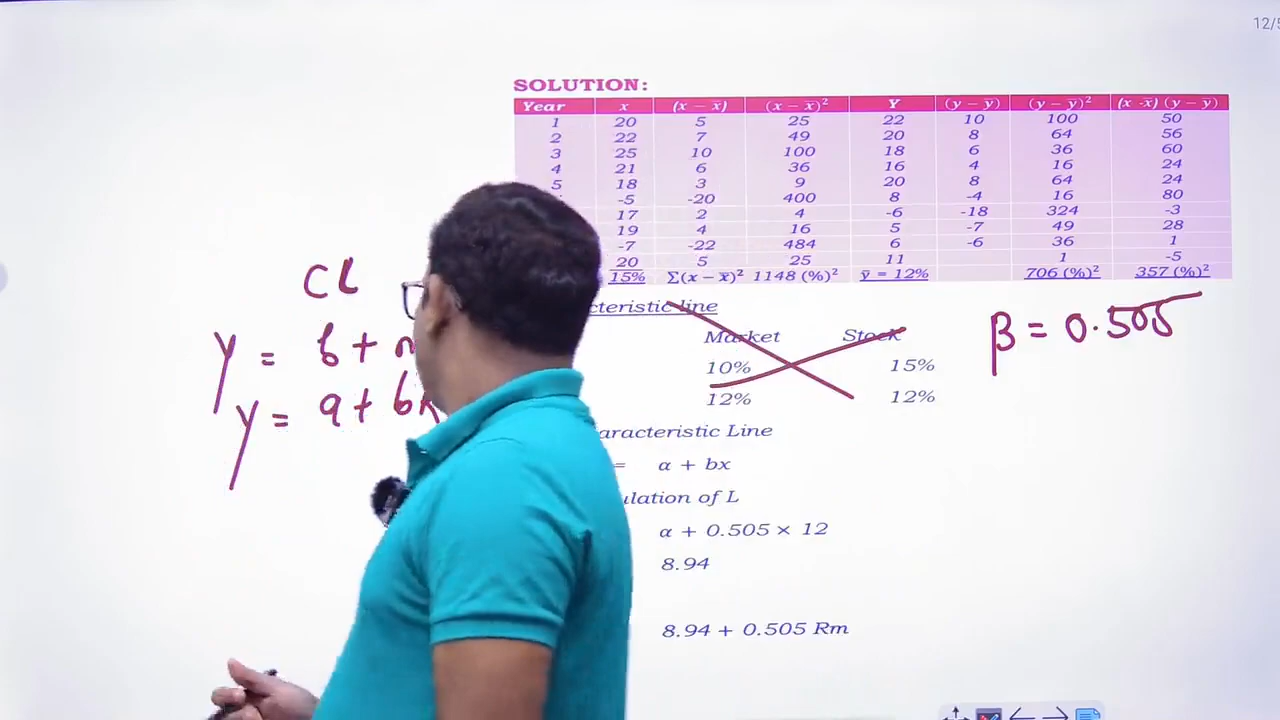 12/5
SOLUTION:
Year x (x − x̄) (x − x̄)² Y (y − ȳ) (y − ȳ)² (x -x̄) (y − ȳ)
1 20 5 25 22 10 100 50
2 22 7 49 20 8 64 56
3 25 10 100 18 6 36 60
4 21 6 36 16 4 16 24
5 18 3 9 20 8 64 24
-5 -20 400 8 -4 16 80
17 2 4 -6 -18 324 -3
19 4 16 5 -7 49 28
-7 -22 484 6 -6 36 1
20 5 25 11 1 -5
15% Σ(x − x̄)² 1148 (%)² ȳ = 12% 706 (%)² 357 (%)²
CL
cteristic line
β = 0.505
Market Stock
y = b + m
10% 15%
12% 12%
y = a + bx
aracteristic Line
= α + bx
ulation of L
α + 0.505 × 12
8.94
8.94 + 0.505 Rm